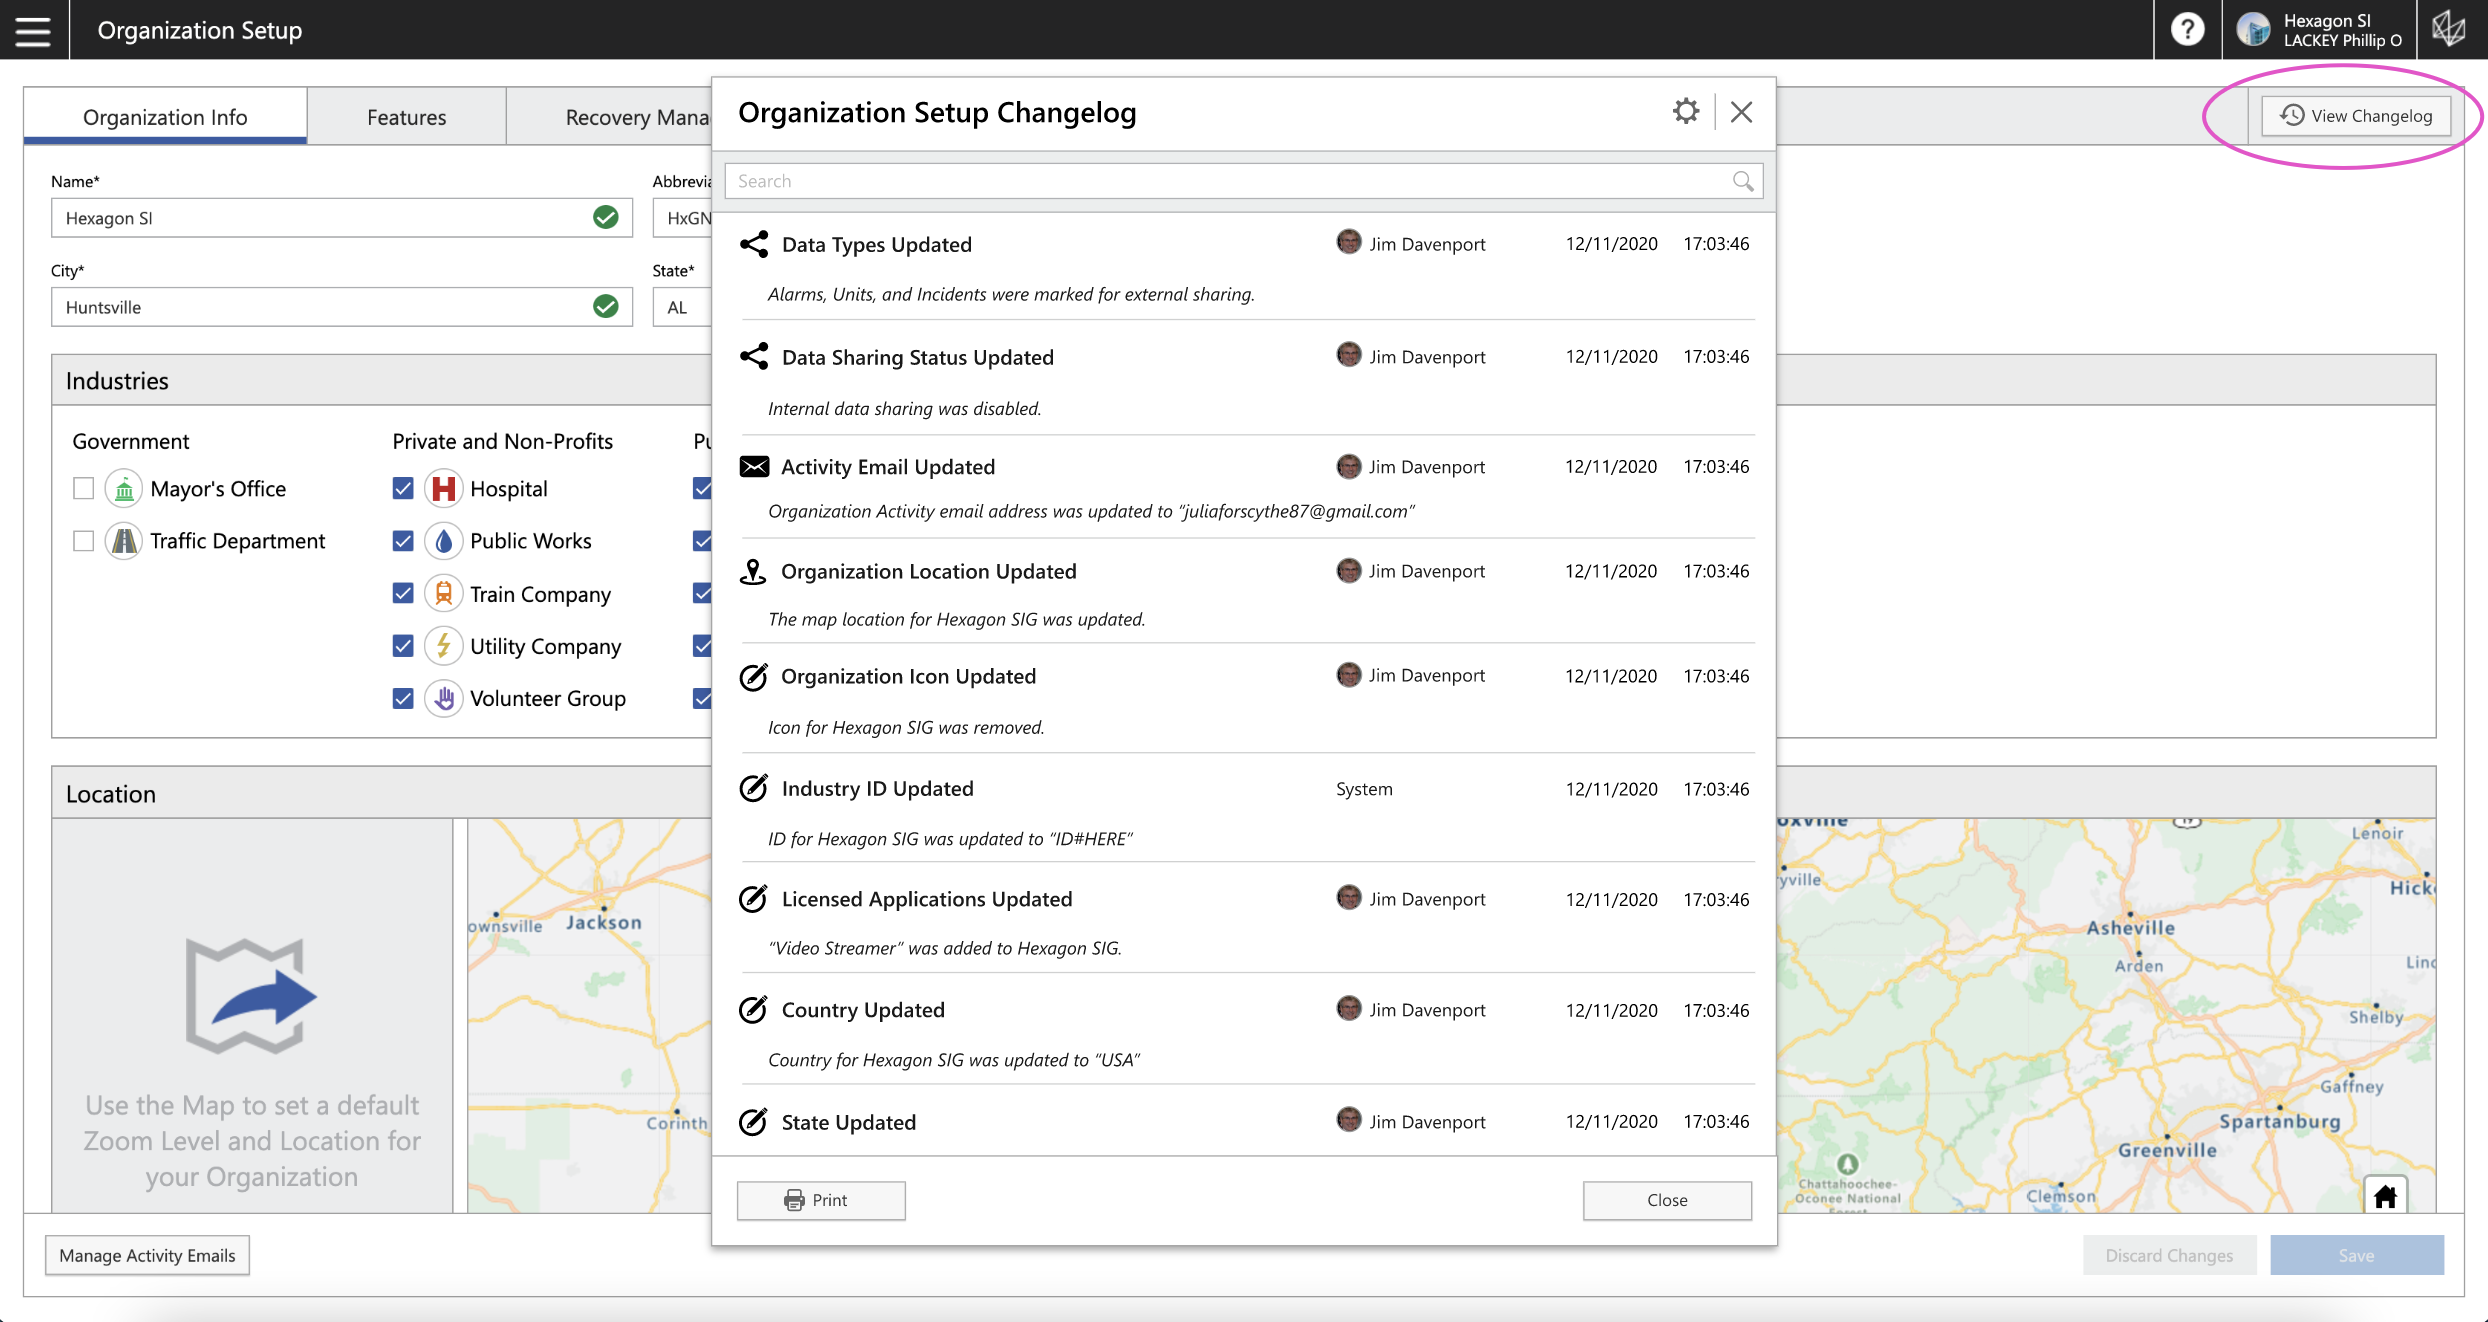 Organization Setup
?
Hexagon SI
LACKEY Phillip O
Organization Info
Features
Recovery Mana
View Changelog
Name*
Hexagon SI
Abbrevia
HxGN
City*
Huntsville
State*
AL
Industries
Government
Mayor's Office
Traffic Department
Private and Non-Profits
Hospital
Public Works
Train Company
Utility Company
Volunteer Group
Pu
Location
Use the Map to set a default
Zoom Level and Location for
your Organization
ownsville
Jackson
Corinth
Organization Setup Changelog
Search
Data Types Updated Jim Davenport 12/11/2020 17:03:46
Alarms, Units, and Incidents were marked for external sharing.
Data Sharing Status Updated Jim Davenport 12/11/2020 17:03:46
Internal data sharing was disabled.
Activity Email Updated Jim Davenport 12/11/2020 17:03:46
Organization Activity email address was updated to “juliaforscythe87@gmail.com”
Organization Location Updated Jim Davenport 12/11/2020 17:03:46
The map location for Hexagon SIG was updated.
Organization Icon Updated Jim Davenport 12/11/2020 17:03:46
Icon for Hexagon SIG was removed.
Industry ID Updated System 12/11/2020 17:03:46
ID for Hexagon SIG was updated to “ID#HERE”
Licensed Applications Updated Jim Davenport 12/11/2020 17:03:46
“Video Streamer” was added to Hexagon SIG.
Country Updated Jim Davenport 12/11/2020 17:03:46
Country for Hexagon SIG was updated to “USA”
State Updated Jim Davenport 12/11/2020 17:03:46
Print
Close
oxville
Lenoir
ryville
Hick
Asheville
Arden
Linc
Shelby
Gaffney
Spartanburg
Greenville
Chattahoochee-
Oconee National
Forest
Clemson
Manage Activity Emails
Discard Changes
Save